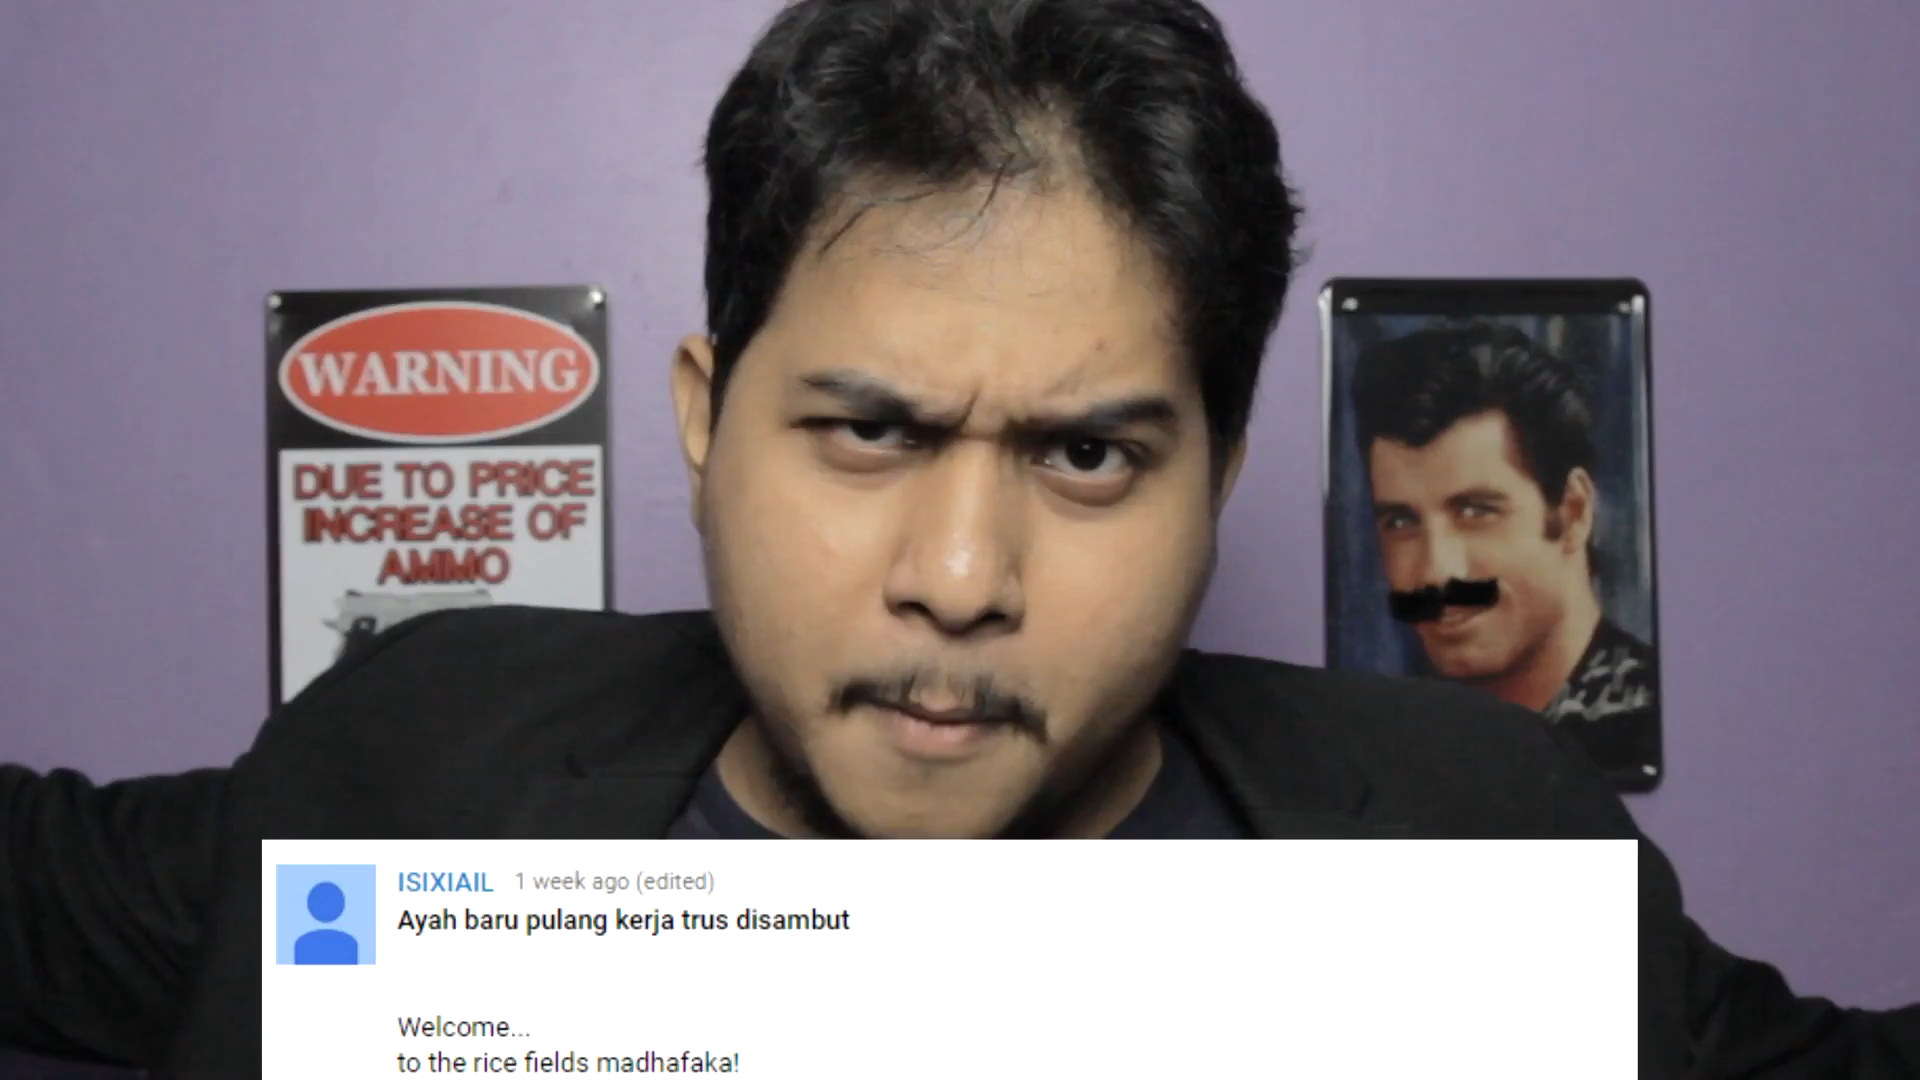 WARNING
DUE TO PRICE
INCREASE OF
AMMO
ISIXIAIL 1 week ago (edited)
Ayah baru pulang kerja trus disambut
Welcome...
to the rice fields madhafaka!